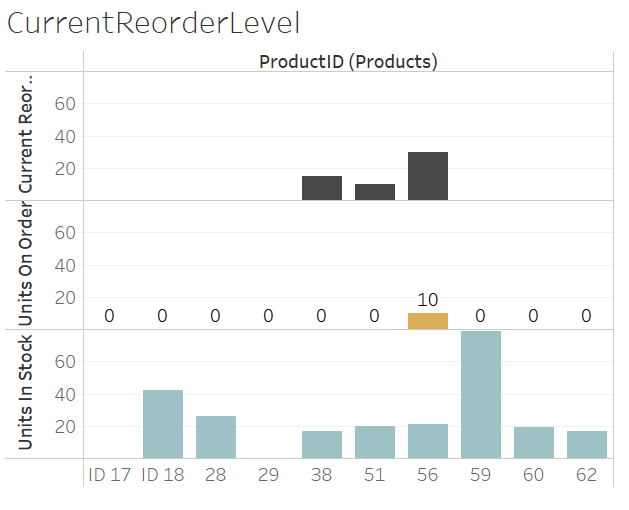 CurrentReorderLevel
ProductID (Products)
Current Reor..
60
40
20
Units On Order
60
40
20
0 0 0 0 0 0 10 0 0 0
Units In Stock
60
40
20
ID 17 ID 18 28 29 38 51 56 59 60 62